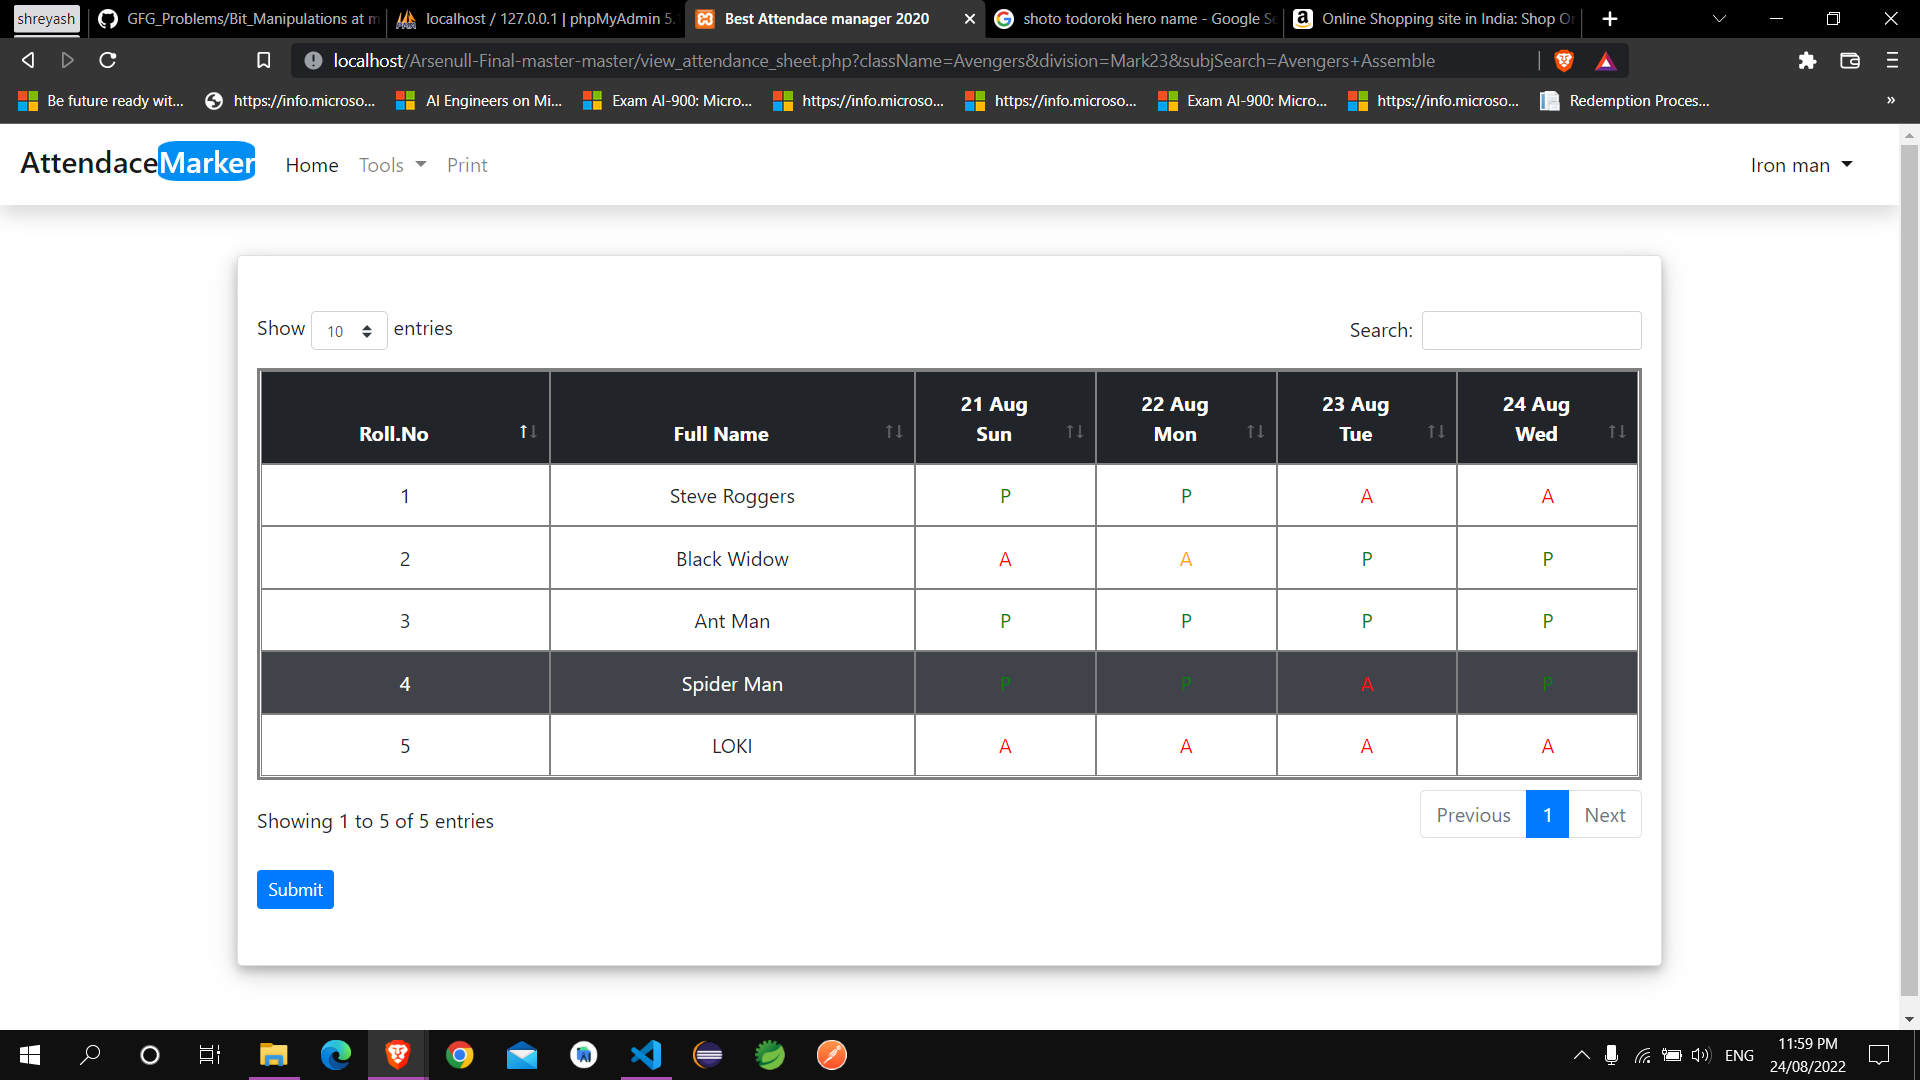 shreyash
GFG_Problems/Bit_Manipulations at m
localhost / 127.0.0.1 | phpMyAdmin 5.
Best Attendace manager 2020
shoto todoroki hero name - Google Se
Online Shopping site in India: Shop On
localhost/Arsenull-Final-master-master/view_attendance_sheet.php?className=Avengers&division=Mark23&subjSearch=Avengers+Assemble
Be future ready wit...
https://info.microso...
AI Engineers on Mi...
Exam AI-900: Micro...
https://info.microso...
https://info.microso...
Exam AI-900: Micro...
https://info.microso...
Redemption Proces...
»
AttendaceMarker
Home
Tools
Print
Iron man
Show 10 entries
Search:
Roll.No
Full Name
21 Aug
Sun
22 Aug
Mon
23 Aug
Tue
24 Aug
Wed
1 Steve Roggers P P A A
2 Black Widow A A P P
3 Ant Man P P P P
4 Spider Man P P A P
5 LOKI A A A A
Showing 1 to 5 of 5 entries
Previous 1 Next
Submit
ENG
11:59 PM
24/08/2022